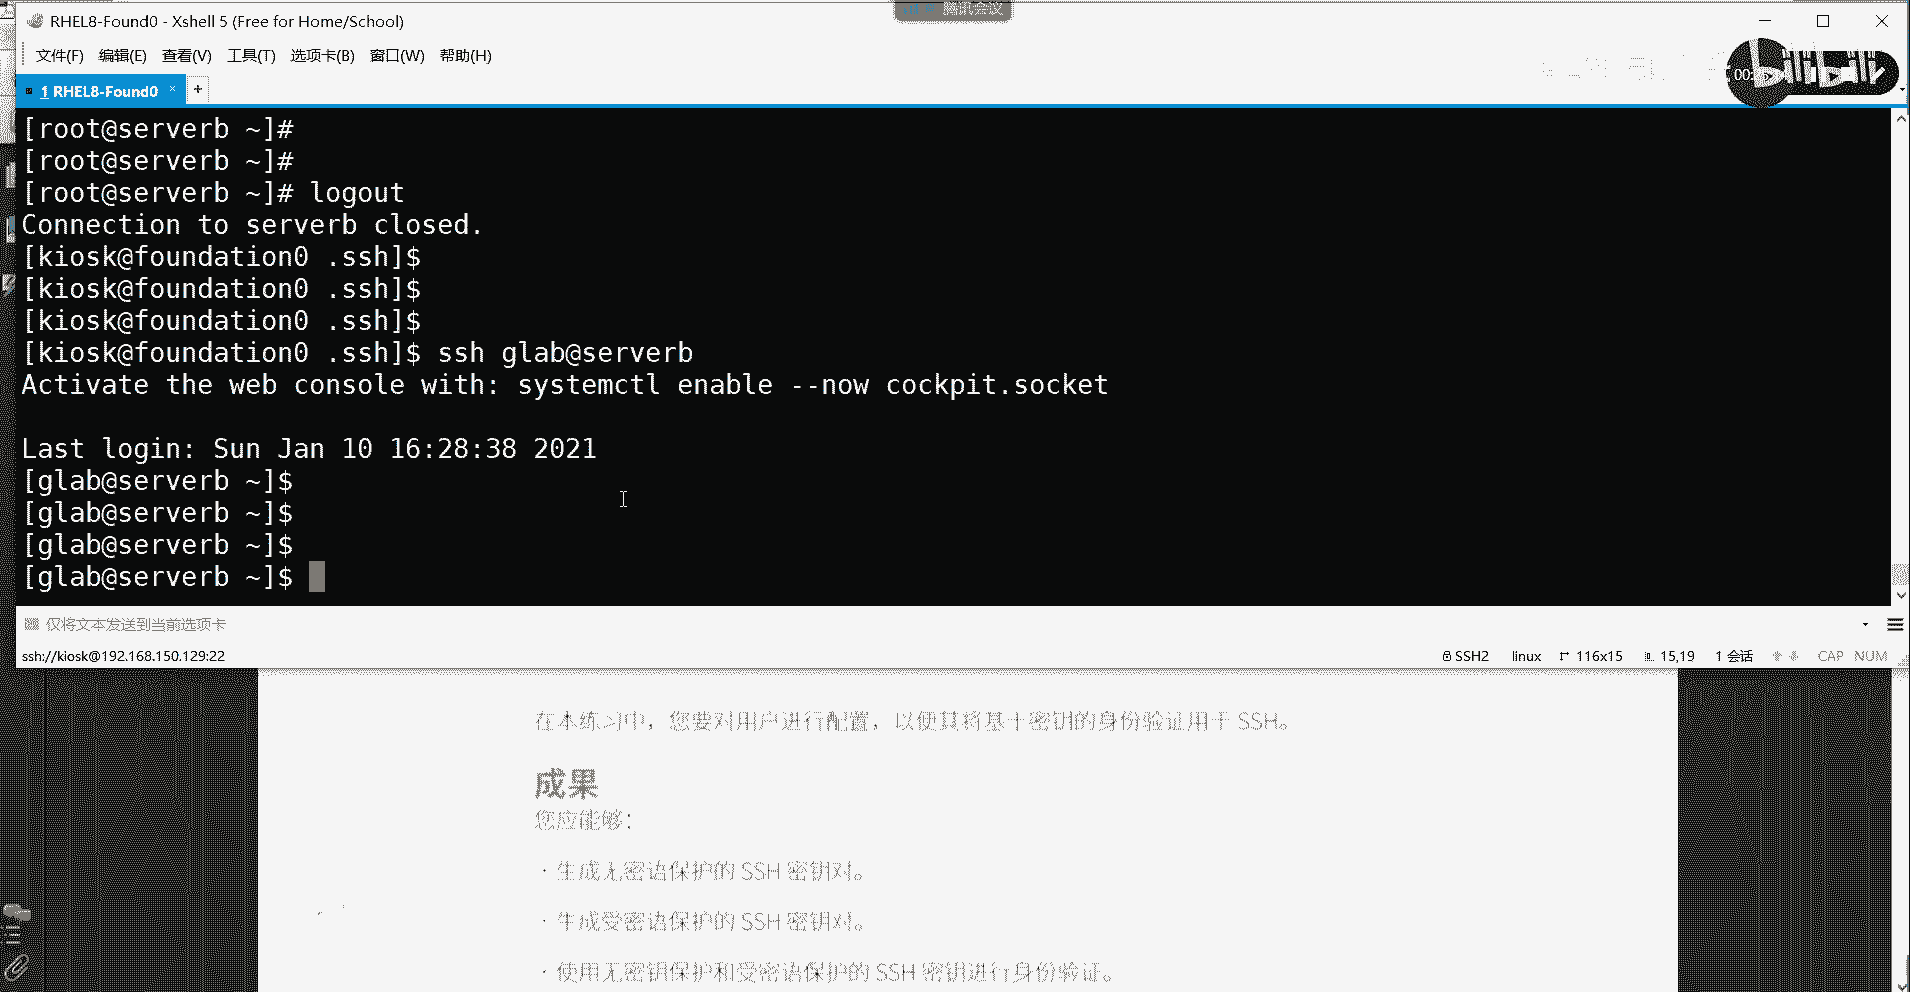 腾讯会议
RHEL8-Found0 - Xshell 5 (Free for Home/School)
文件(F) 编辑(E) 查看(V) 工具(T) 选项卡(B) 窗口(W) 帮助(H)
bilibili
1 RHEL8-Found0 × +
[root@serverb ~]#
[root@serverb ~]#
[root@serverb ~]# logout
Connection to serverb closed.
[kiosk@foundation0 .ssh]$
[kiosk@foundation0 .ssh]$
[kiosk@foundation0 .ssh]$
[kiosk@foundation0 .ssh]$ ssh glab@serverb
Activate the web console with: systemctl enable --now cockpit.socket
Last login: Sun Jan 10 16:28:38 2021
[glab@serverb ~]$
[glab@serverb ~]$
[glab@serverb ~]$
[glab@serverb ~]$
仅将文本发送到当前选项卡
ssh://kiosk@192.168.150.129:22 SSH2 linux 116x15 15,19 1 会话 CAP NUM
在本练习中，您要对用户进行配置，以便其将基于密钥的身份验证用于 SSH。
成果
您应能够：
· 生成无密语保护的 SSH 密钥对。
· 生成受密语保护的 SSH 密钥对。
· 使用无密钥保护和受密语保护的 SSH 密钥进行身份验证。